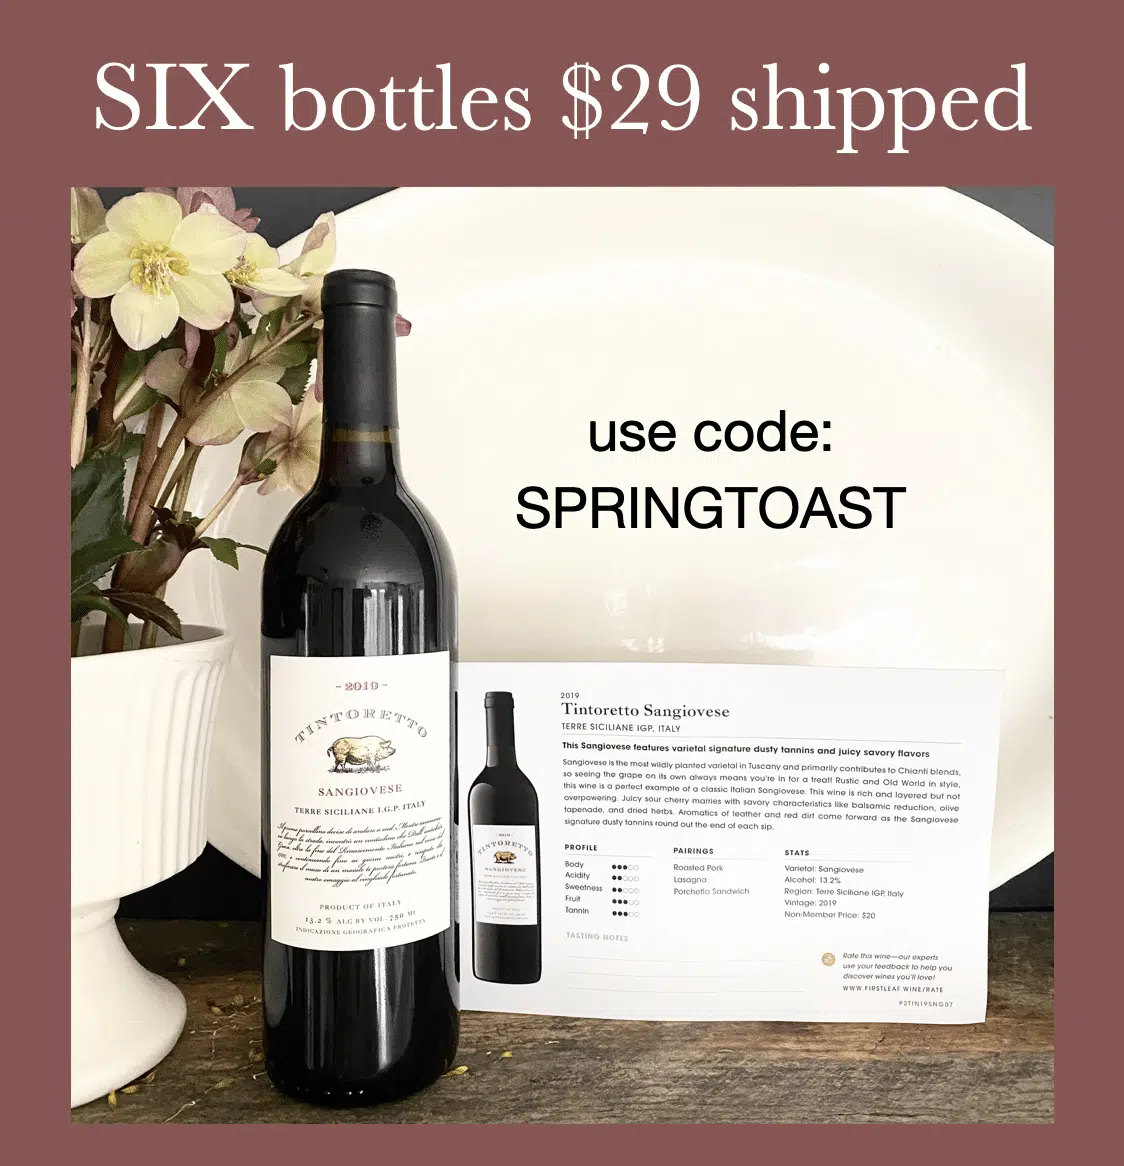 SIX bottles $29 shipped
use code:
SPRINGTOAST
- 2019 -
TINTORETTO
SANGIOVESE
TERRE SICILIANE I.G.P. ITALY
PRODUCT OF ITALY
13.2 % ALC BY VOL. 750 ML
INDICAZIONE GEOGRAFICA PROTETTA
2019
TINTORETTO
SANGIOVESE
2019
Tintoretto Sangiovese
TERRE SICILIANE IGP, ITALY
This Sangiovese features varietal signature dusty tannins and juicy savory flavors
Sangiovese is the most wildly planted varietal in Tuscany and primarily contributes to Chianti blends,
so seeing the grape on its own always means you're in for a treat! Rustic and Old World in style,
this wine is a perfect example of a classic Italian Sangiovese. This wine is rich and layered but not
overpowering. Juicy sour cherry marries with savory characteristics like balsamic reduction, olive
tapenade, and dried herbs. Aromatics of leather and red dirt come forward as the Sangiovese
signature dusty tannins round out the end of each sip.
PROFILE
Body
Acidity
Sweetness
Fruit
Tannin
PAIRINGS
Roasted Pork
Lasagna
Porchetta Sandwich
STATS
Varietal: Sangiovese
Alcohol: 13.2%
Region: Terre Siciliane IGP, Italy
Vintage: 2019
Non-Member Price: $20
TASTING NOTES
Rate this wine—our experts
use your feedback to help you
discover wines you'll love!
WWW.FIRSTLEAF.WINE/RATE
P2TIN19SNG07